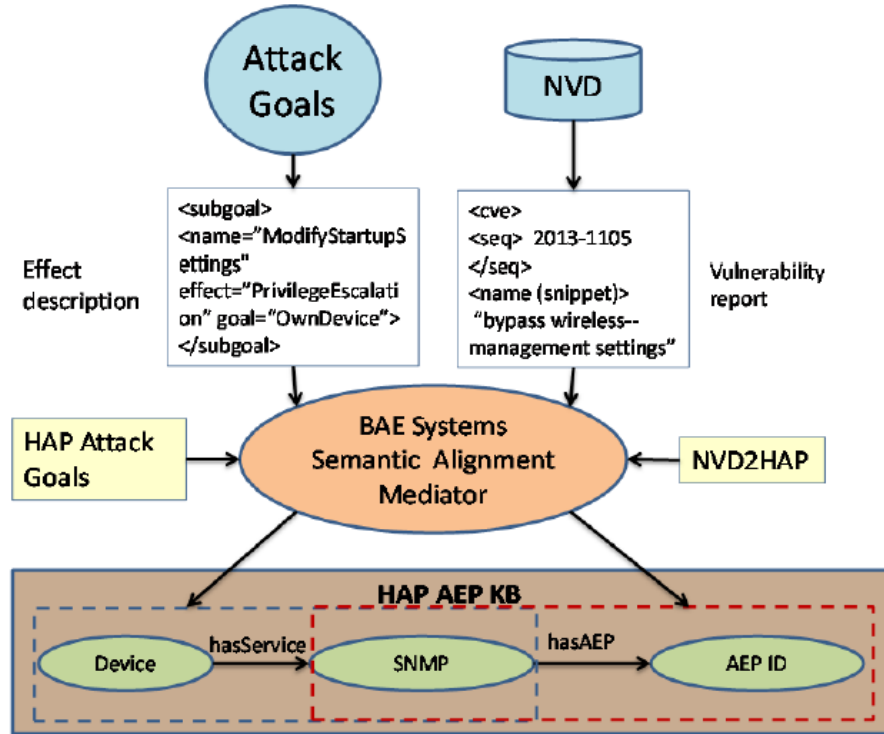 Attack
Goals
NVD
<subgoal>
<name="ModifyStartupS
ettings"
effect="PrivilegeEscalati
on" goal="OwnDevice">
</subgoal>
<cve>
<seq> 2013-1105
</seq>
<name (snippet)>
"bypass wireless--
management settings"
Effect
description
Vulnerability
report
BAE Systems
Semantic Alignment
Mediator
HAP Attack
Goals
NVD2HAP
HAP AEP KB
Device
hasService
SNMP
hasAEP
AEP ID